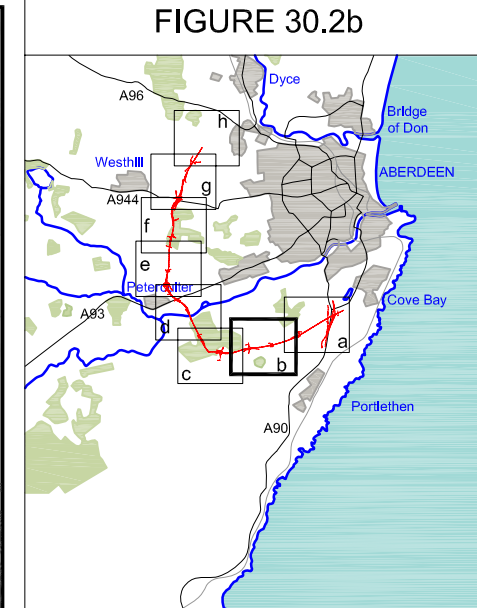 FIGURE 30.2b
Dyce
A96
Bridge
of Don
h
Westhill
ABERDEEN
g
A944
f
e
Peterculter
Cove Bay
A93
d
a
b
c
Portlethen
A90